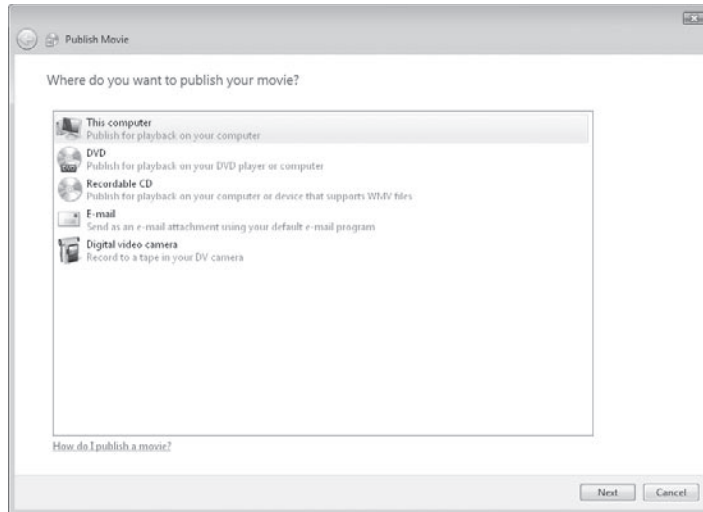 Publish Movie
Where do you want to publish your movie?
This computer
Publish for playback on your computer
DVD
Publish for playback on your DVD player or computer
Recordable CD
Publish for playback on your computer or device that supports WMV files
E-mail
Send as an e-mail attachment using your default e-mail program
Digital video camera
Record to a tape in your DV camera
How do I publish a movie?
Next Cancel